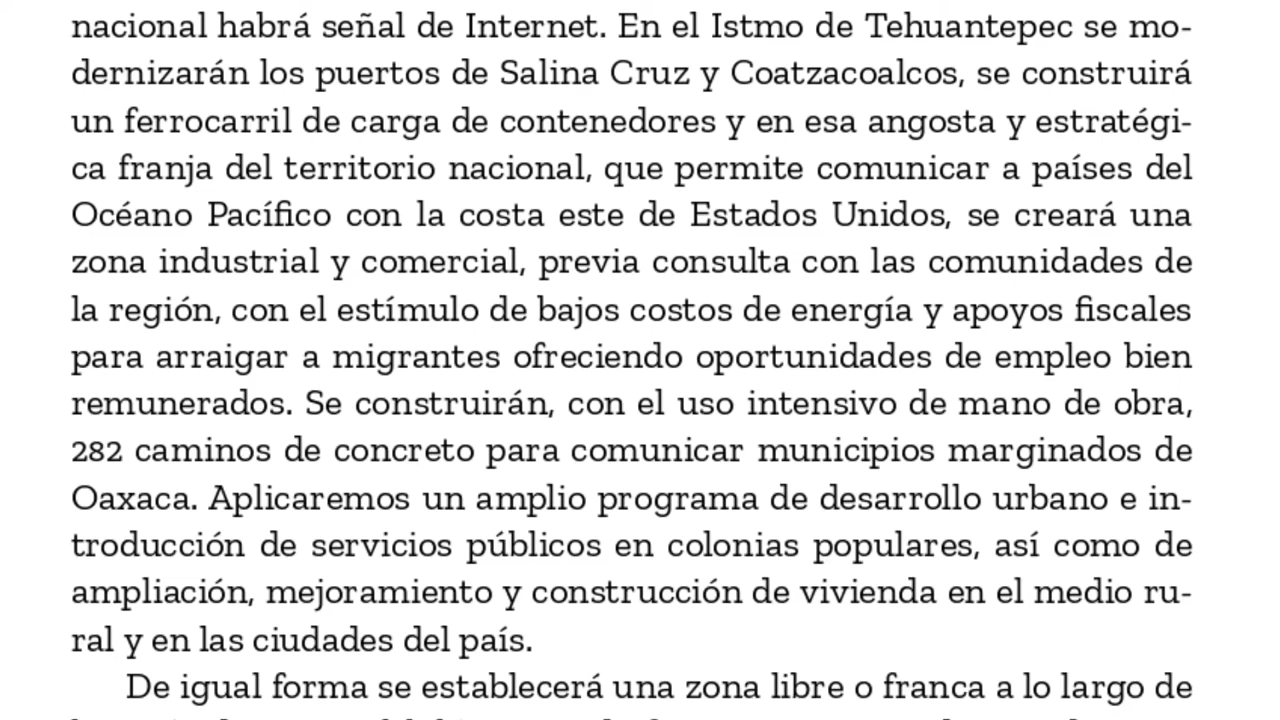 nacional habrá señal de Internet. En el Istmo de Tehuantepec se mo-
dernizarán los puertos de Salina Cruz y Coatzacoalcos, se construirá
un ferrocarril de carga de contenedores y en esa angosta y estratégi-
ca franja del territorio nacional, que permite comunicar a países del
Océano Pacífico con la costa este de Estados Unidos, se creará una
zona industrial y comercial, previa consulta con las comunidades de
la región, con el estímulo de bajos costos de energía y apoyos fiscales
para arraigar a migrantes ofreciendo oportunidades de empleo bien
remunerados. Se construirán, con el uso intensivo de mano de obra,
282 caminos de concreto para comunicar municipios marginados de
Oaxaca. Aplicaremos un amplio programa de desarrollo urbano e in-
troducción de servicios públicos en colonias populares, así como de
ampliación, mejoramiento y construcción de vivienda en el medio ru-
ral y en las ciudades del país.
De igual forma se establecerá una zona libre o franca a lo largo de